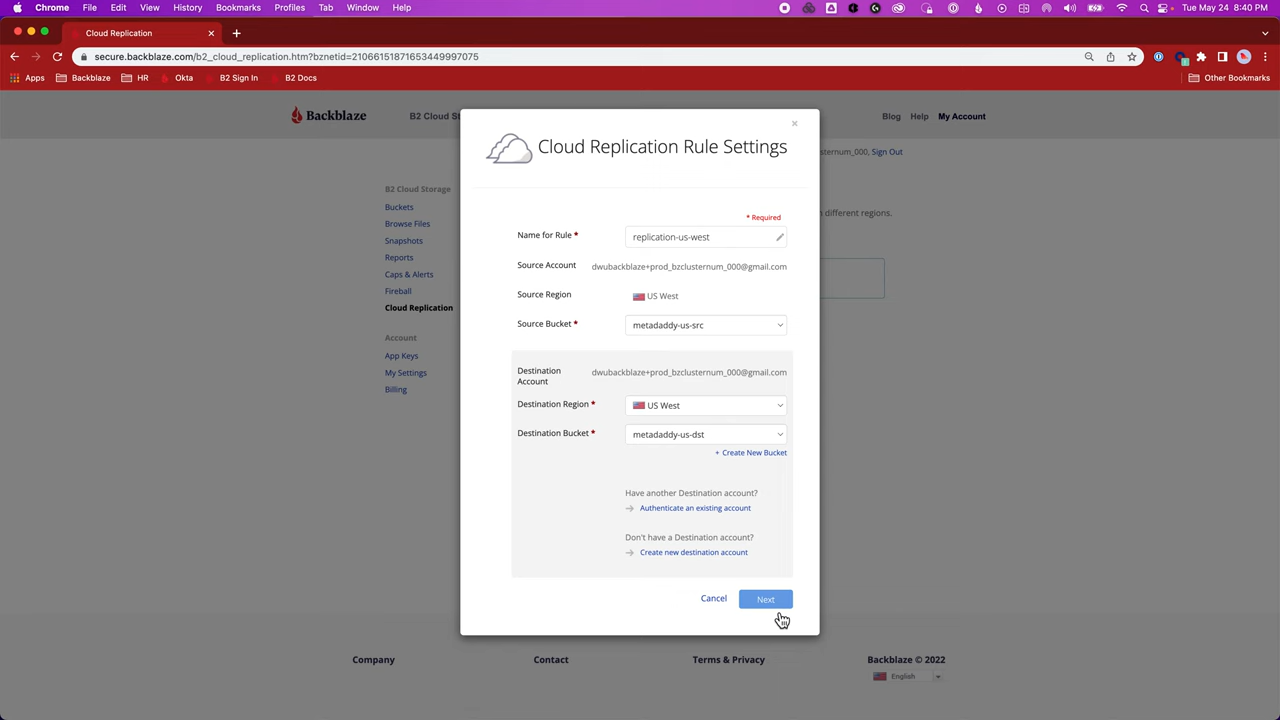 Chrome File Edit View History Bookmarks Profiles Tab Window Help Tue May 24 8:40 PM
Cloud Replication
secure.backblaze.com/b2_cloud_replication.htm?bznetid=2106615187165344999707​5
Apps Backblaze HR Okta B2 Sign In B2 Docs Other Bookmarks
Backblaze B2 Cloud S Blog Help My Account
usternum_000, Sign Out
B2 Cloud Storage
Buckets
Browse Files
Snapshots
Reports
Caps & Alerts
Fireball
Cloud Replication
Account
App Keys
My Settings
Billing
n different regions.
Cloud Replication Rule Settings
* Required
Name for Rule * replication-us-west
Source Account dwubackblaze+prod_bzclusternum_000@gmail.com
Source Region US West
Source Bucket * metadaddy-us-src
Destination
Account dwubackblaze+prod_bzclusternum_000@gmail.com
Destination Region * US West
Destination Bucket * metadaddy-us-dst
+ Create New Bucket
Have another Destination account?
Authenticate an existing account
Don't have a Destination account?
Create new destination account
Cancel Next
Company Contact Terms & Privacy Backblaze © 2022
English